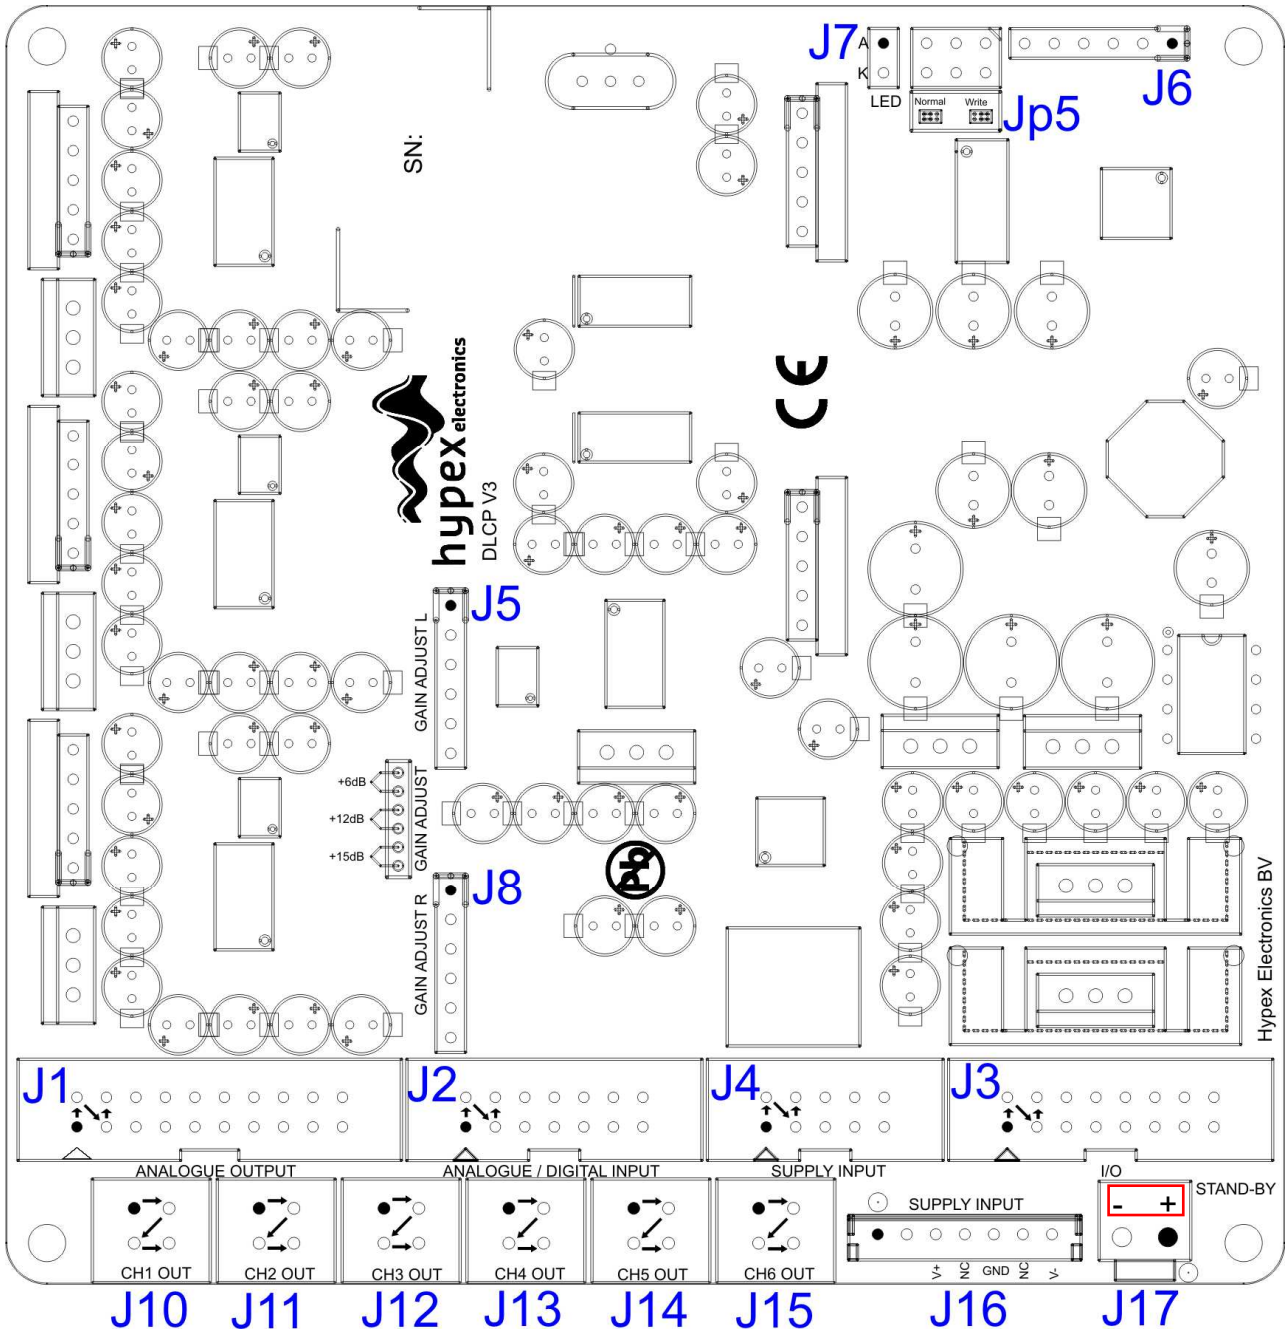 J7
A
K
LED
Normal
Write
Jp5
J6
SN:
hypex electronics
DLCP V3
CE
J5
GAIN ADJUST L
+6dB
+12dB
+15dB
GAIN ADJUST
Pb
J8
GAIN ADJUST R
Hypex Electronics BV
J1
J2
J4
J3
ANALOGUE OUTPUT
ANALOGUE / DIGITAL INPUT
SUPPLY INPUT
I/O
STAND-BY
- +
SUPPLY INPUT
V+ NC GND NC V-
CH1 OUT
CH2 OUT
CH3 OUT
CH4 OUT
CH5 OUT
CH6 OUT
J10
J11
J12
J13
J14
J15
J16
J17